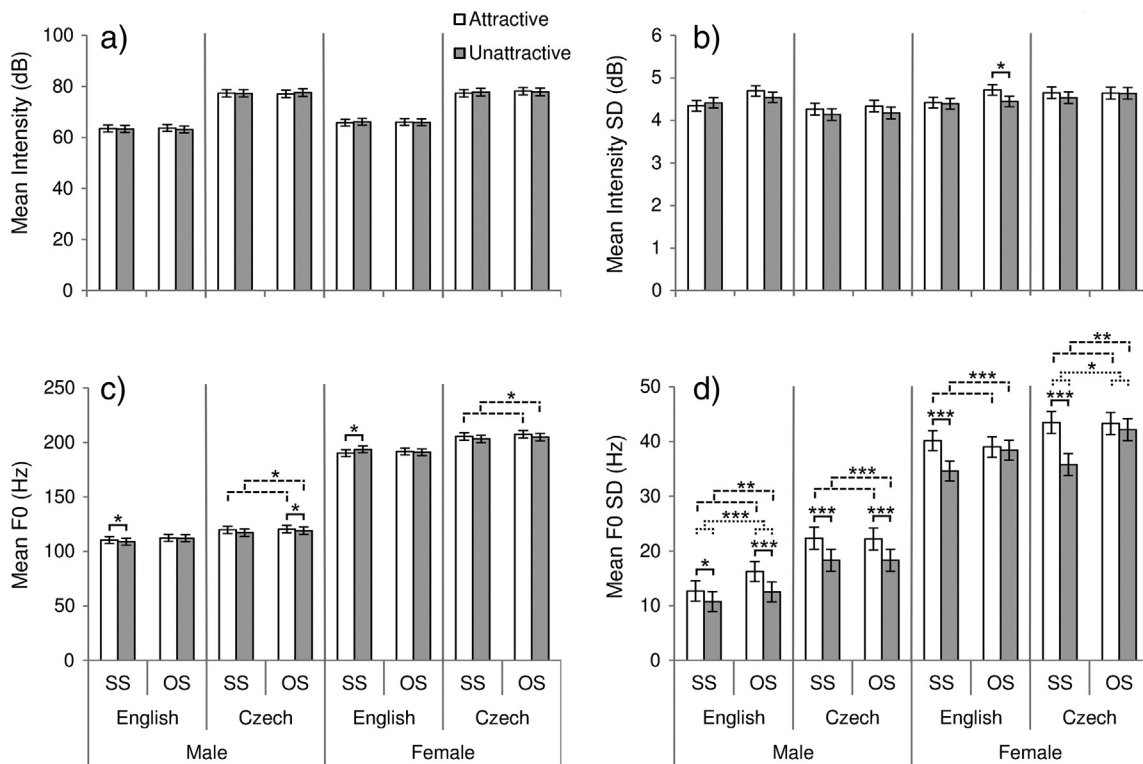 a)
Attractive
Unattractive
Mean Intensity (dB)
100
80
60
40
20
0
b)
Mean Intensity SD (dB)
6
5
4
3
2
1
0
*
c)
Mean F0 (Hz)
250
200
150
100
50
0
*
*
*
*
*
SS OS SS OS SS OS SS OS
English Czech English Czech
Male Female
d)
Mean F0 SD (Hz)
50
40
30
20
10
0
**
*
***
***
***
***
**
***
***
***
***
*
SS OS SS OS SS OS SS OS
English Czech English Czech
Male Female